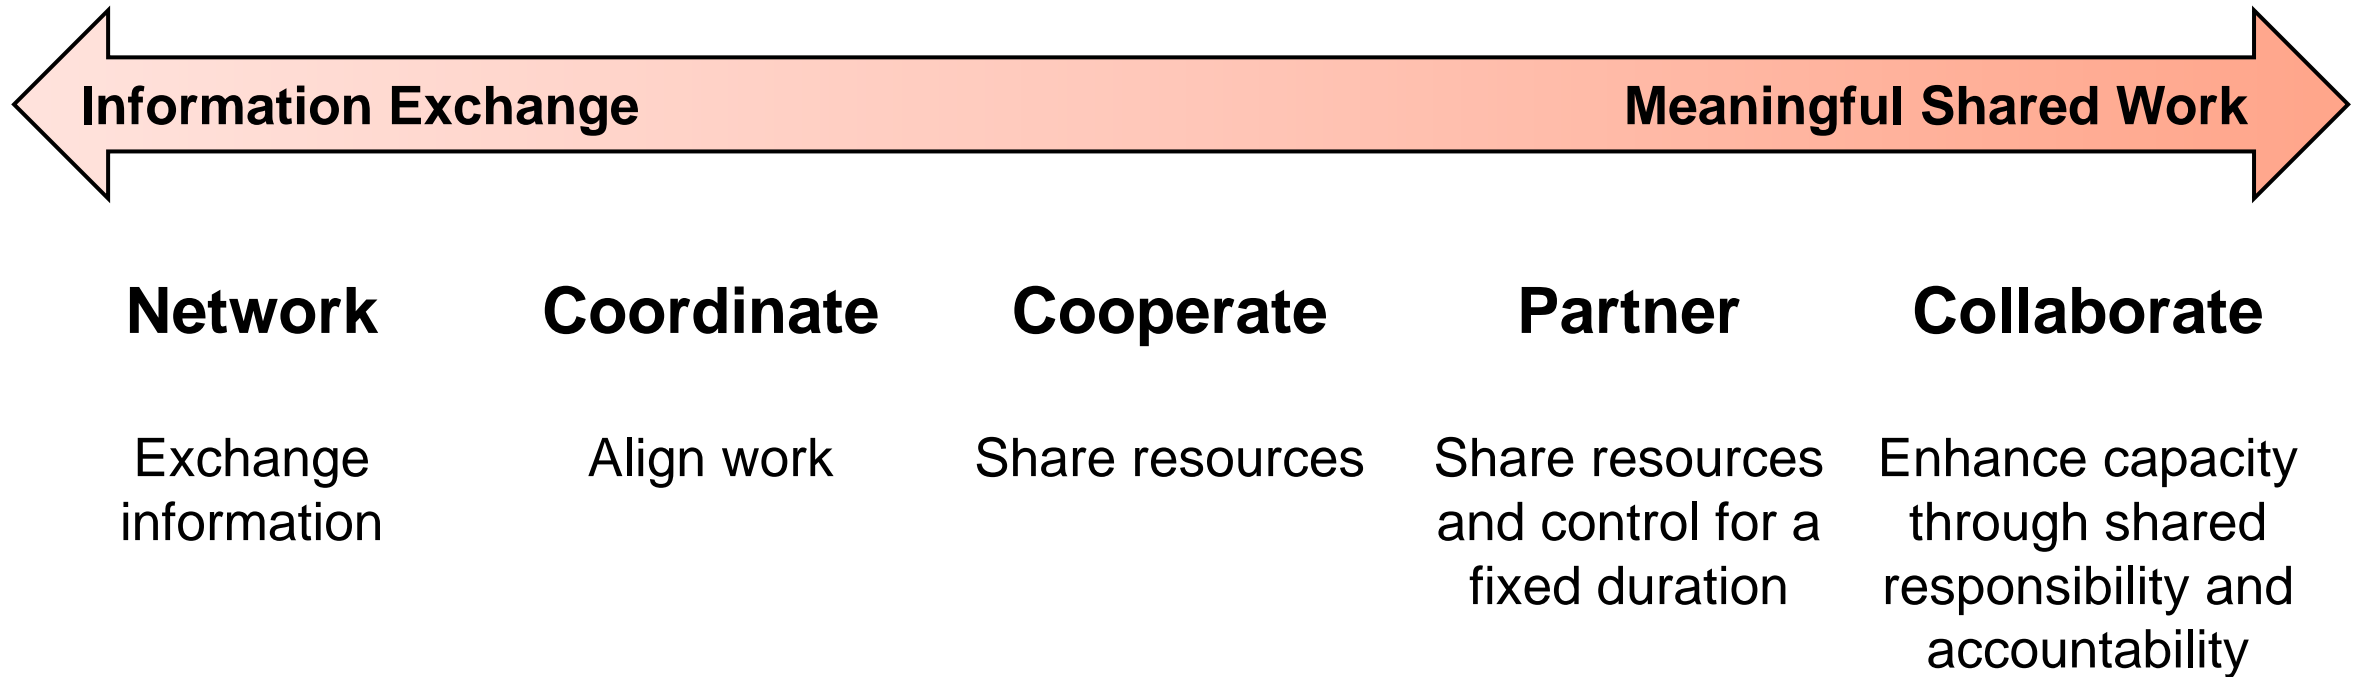 Information Exchange
Meaningful Shared Work
Network
Coordinate
Cooperate
Partner
Collaborate
Exchange
information
Align work
Share resources
Share resources
and control for a
fixed duration
Enhance capacity
through shared
responsibility and
accountability